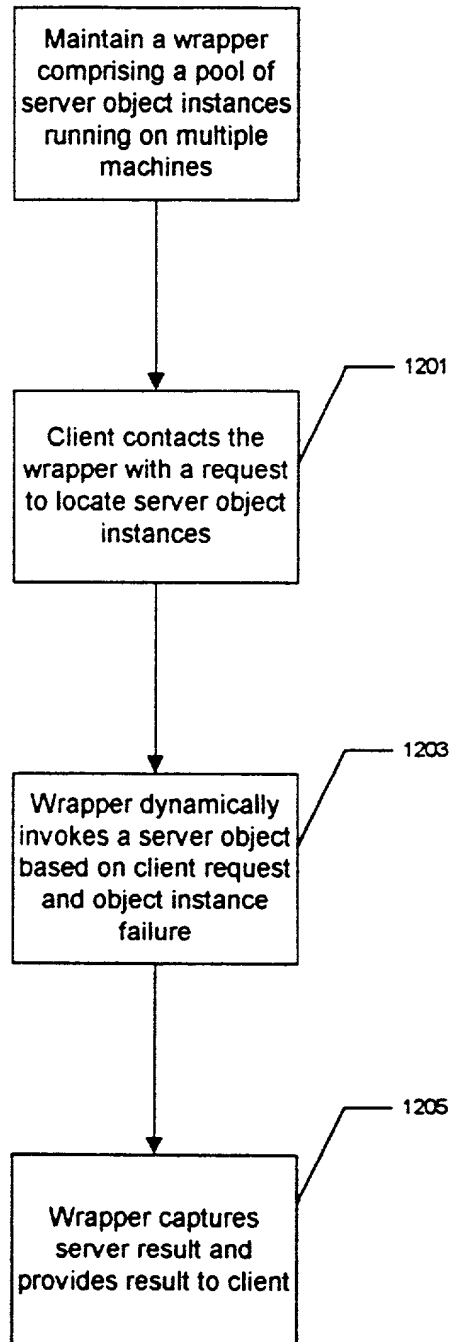 Maintain a wrapper
comprising a pool of
server object instances
running on multiple
machines
1201
Client contacts the
wrapper with a request
to locate server object
instances
1203
Wrapper dynamically
invokes a server object
based on client request
and object instance
failure
1205
Wrapper captures
server result and
provides result to client